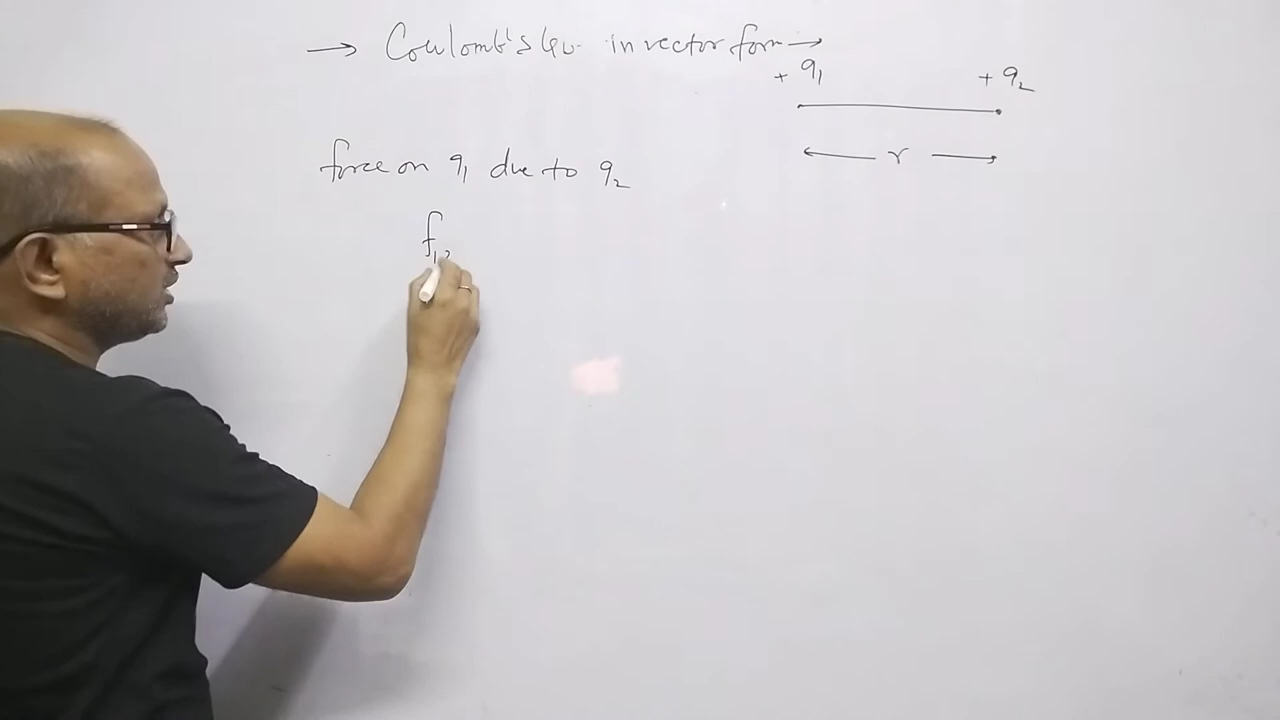 → Coulomb's law in vector form →
+ q₁ + q₂
← r →
force on q₁ due to q₂
f₁₂